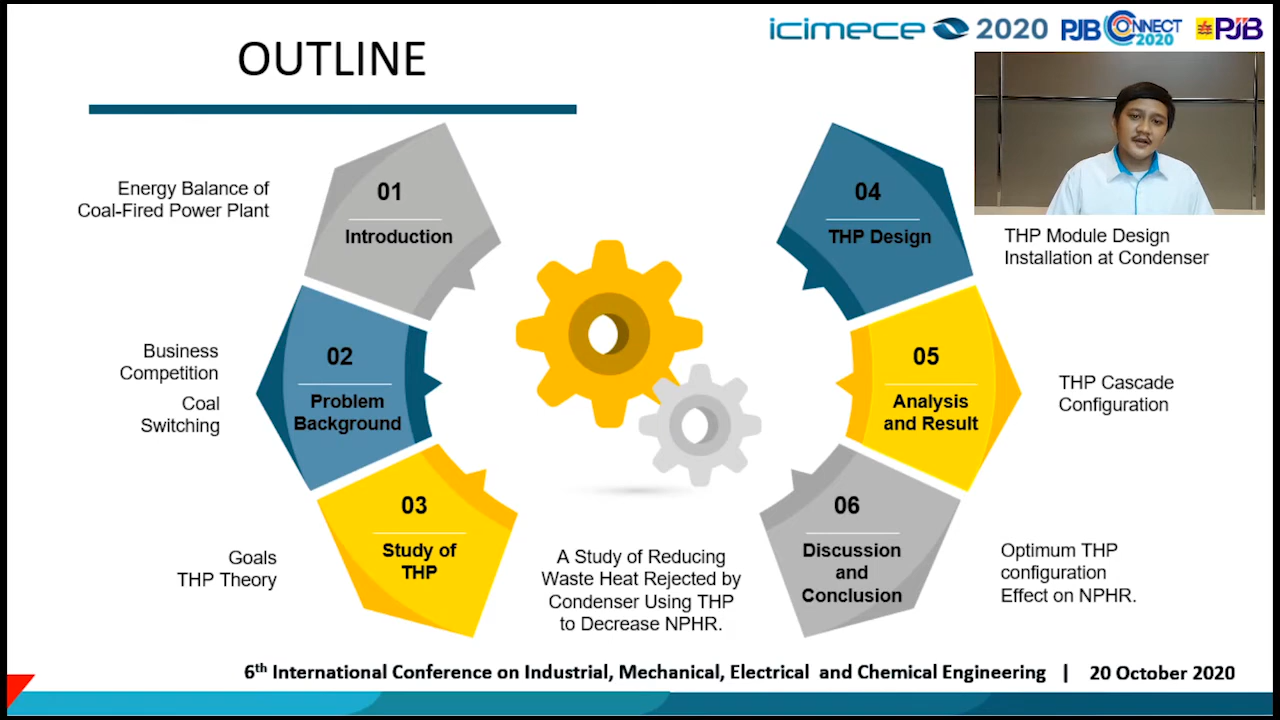 OUTLINE
icimece 2020 PJB CONNECT 2020 PJB
01
Introduction
Energy Balance of
Coal-Fired Power Plant
02
Problem
Background
Business
Competition
Coal
Switching
03
Study of
THP
Goals
THP Theory
A Study of Reducing
Waste Heat Rejected by
Condenser Using THP
to Decrease NPHR.
04
THP Design
THP Module Design
Installation at Condenser
05
Analysis
and Result
THP Cascade
Configuration
06
Discussion
and
Conclusion
Optimum THP
configuration
Effect on NPHR.
6th International Conference on Industrial, Mechanical, Electrical and Chemical Engineering | 20 October 2020